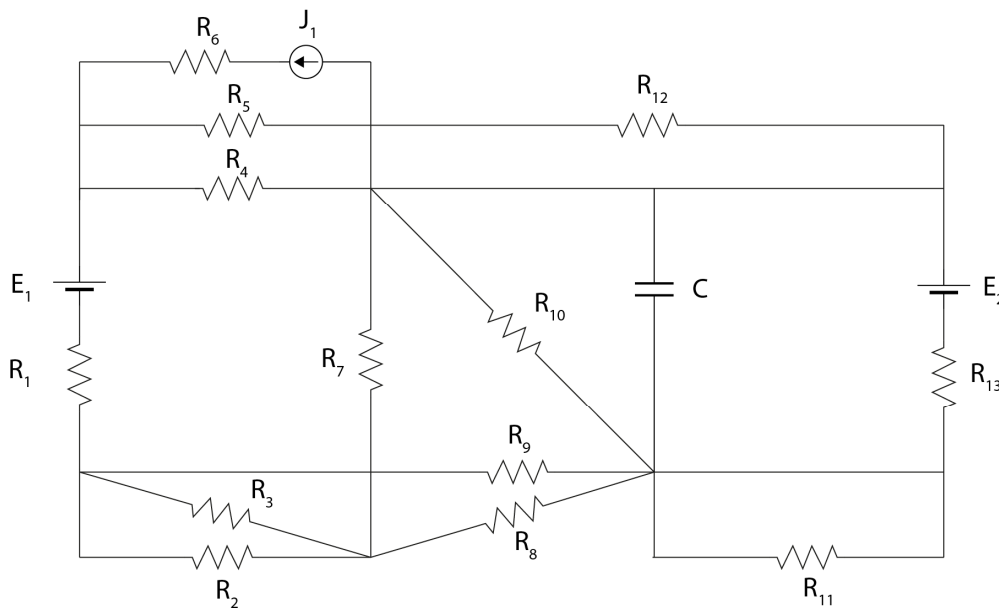 J₁
R₆
R₁₂
R₅
R₄
E₁
C
E₂
R₁₀
R₁
R₇
R₁₃
R₉
R₃
R₈
R₂
R₁₁